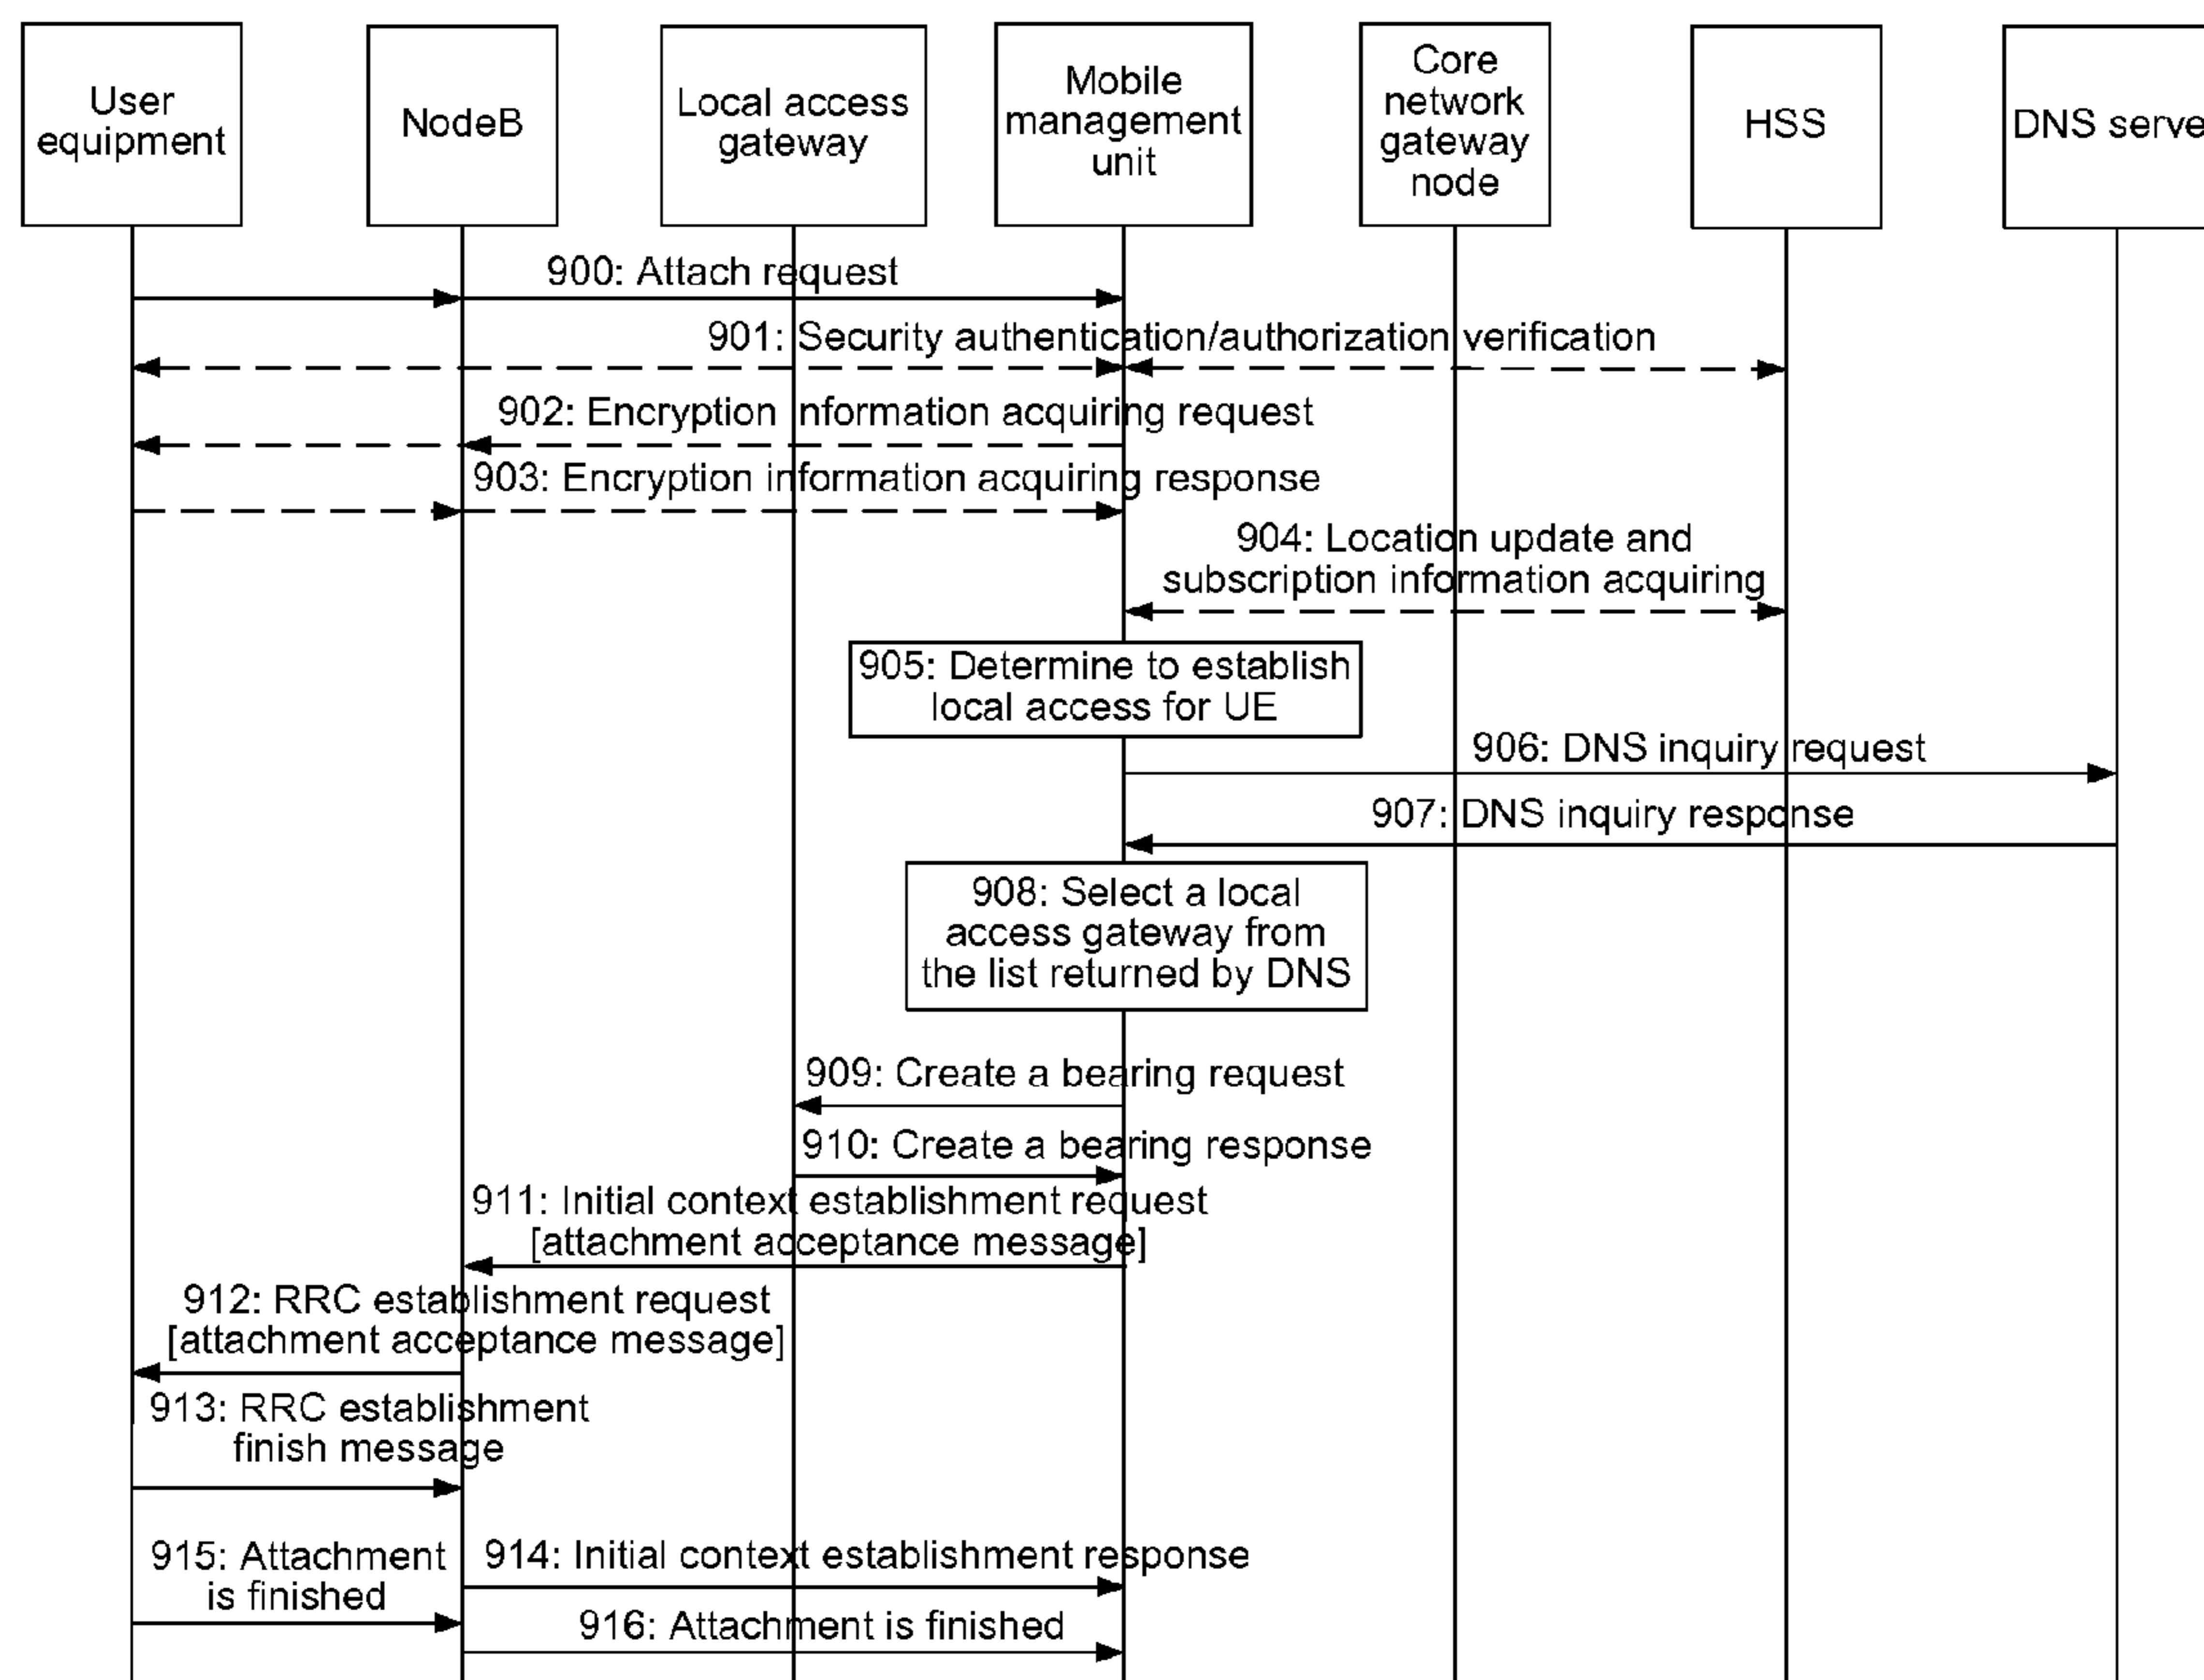 User
equipment
NodeB
Local access
gateway
Mobile
management
unit
Core
network
gateway
node
HSS
DNS serve
900: Attach request
901: Security authentication/authorization verification
902: Encryption nformation acquiring request
903: Encryption information acquiring response
904: Location update and
subscription information acquiring
905: Determine to establish
local access for UE
906: DNS inquiry request
907: DNS inquiry response
908: Select a local
access gateway from
the list returned by DNS
909: Create a bearing request
910: Create a bearing response
911: Initial context establishment request
[attachment acceptance message]
912: RRC establishment request
[attachment acceptance message]
913: RRC establishment
finish message
915: Attachment
is finished
914: Initial context establishment response
916: Attachment is finished